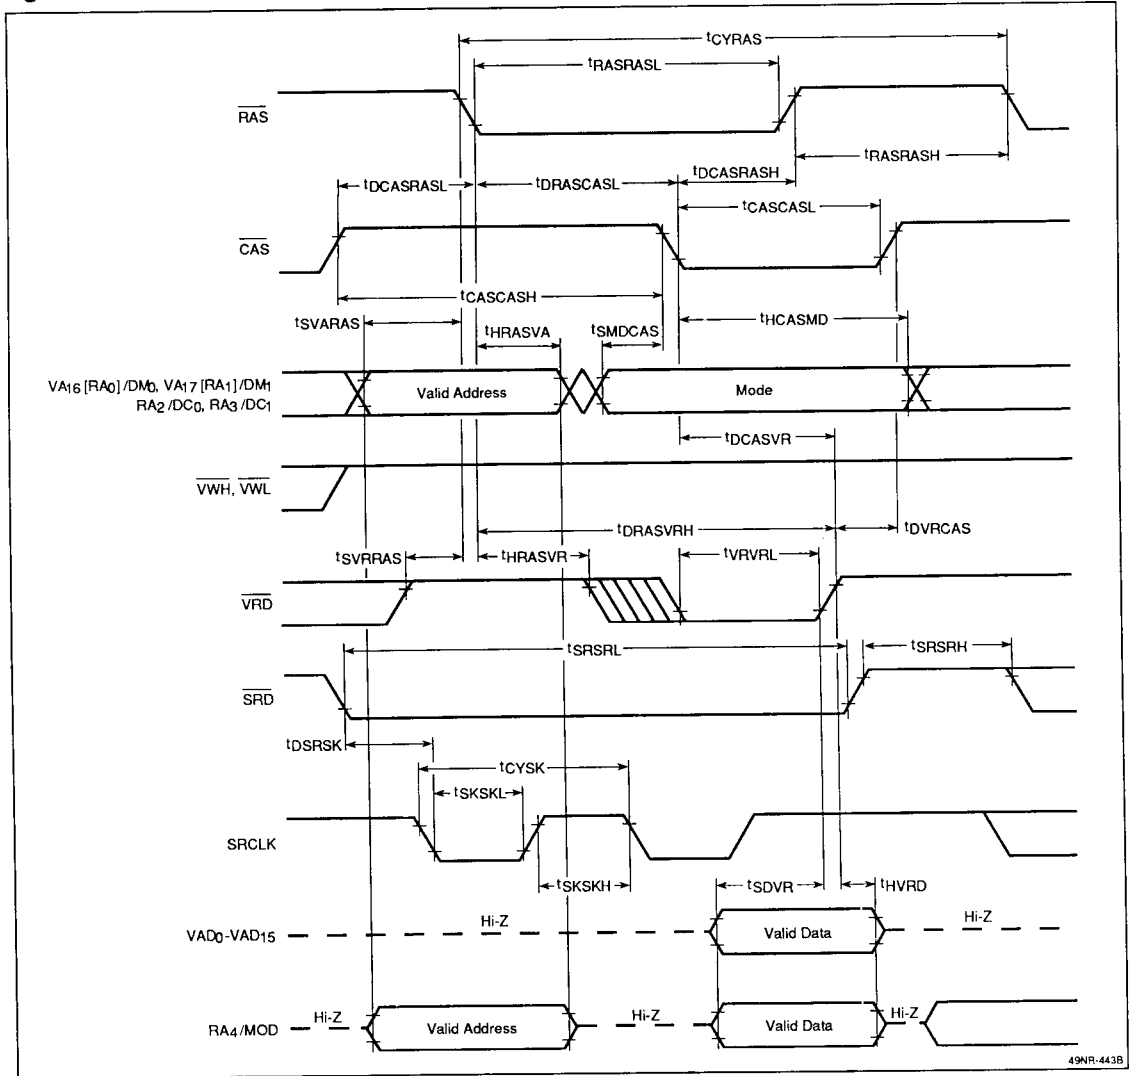 tCYRAS
tRASRASL
RAS
tRASRASH
tDCASRASL
tDRASCASL
tDCASRASH
tCASCASL
CAS
tCASCASH
tSVARAS
tHRASVA
tSMDCAS
tHCASMD
VA16 [RA0] /DM0, VA17 [RA1] /DM1
RA2 /DC0, RA3 /DC1
Valid Address
Mode
tDCASVR
VWH, VWL
tDRASVRH
tDVRCAS
tSVRRAS
tHRASVR
tVRVRL
VRD
tSRSRL
tSRSRH
SRD
tDSRSK
tCYSK
tSKSKL
SRCLK
tSKSKH
tSDVR
tHVRD
VAD0-VAD15
Hi-Z
Valid Data
Hi-Z
RA4/MOD
Hi-Z
Valid Address
Hi-Z
Valid Data
Hi-Z
49NR-443B